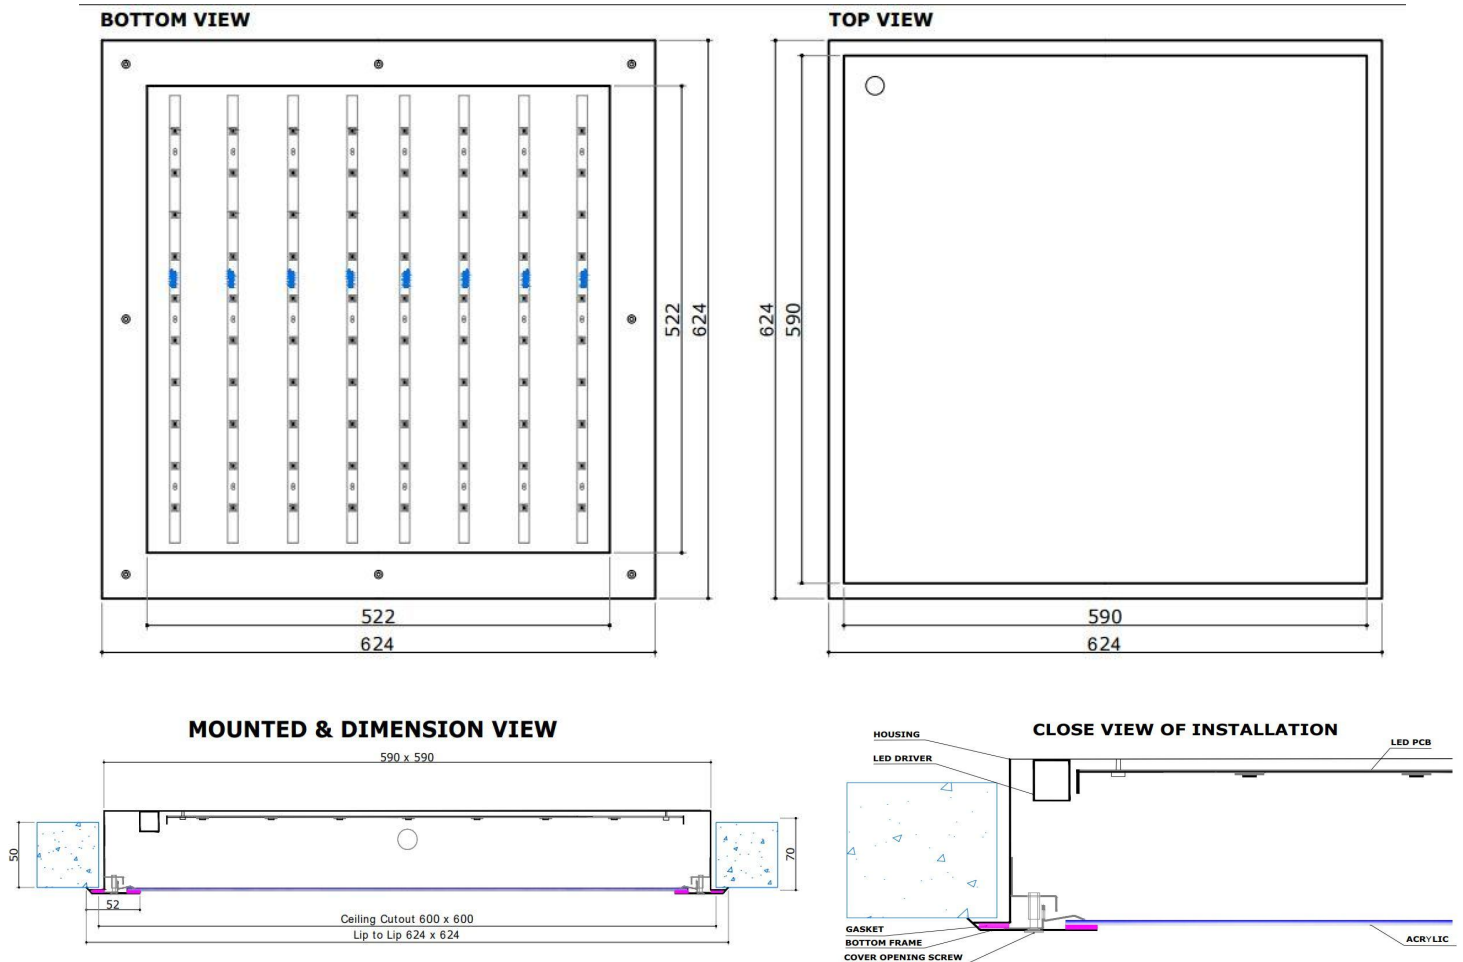 BOTTOM VIEW
TOP VIEW
522
624
624
590
522
624
590
624
MOUNTED & DIMENSION VIEW
590 x 590
50
70
52
Ceiling Cutout 600 x 600
Lip to Lip 624 x 624
CLOSE VIEW OF INSTALLATION
HOUSING
LED PCB
LED DRIVER
GASKET
BOTTOM FRAME
ACRYLIC
COVER OPENING SCREW